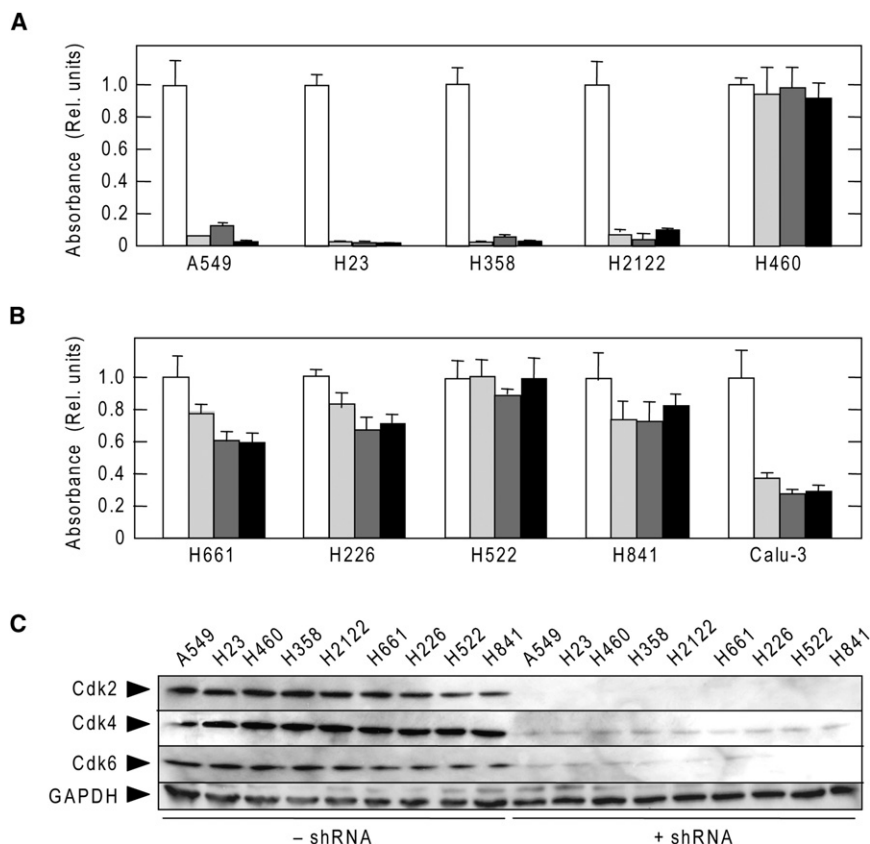 A
Absorbance (Rel. units)
1.0
0.8
0.6
0.4
0.2
0
A549 H23 H358 H2122 H460
B
Absorbance (Rel. units)
1.0
0.8
0.6
0.4
0.2
0
H661 H226 H522 H841 Calu-3
C
A549 H23 H460 H358 H2122 H661 H226 H522 H841 A549 H23 H460 H358 H2122 H661 H226 H522 H841
Cdk2
Cdk4
Cdk6
GAPDH
– shRNA + shRNA